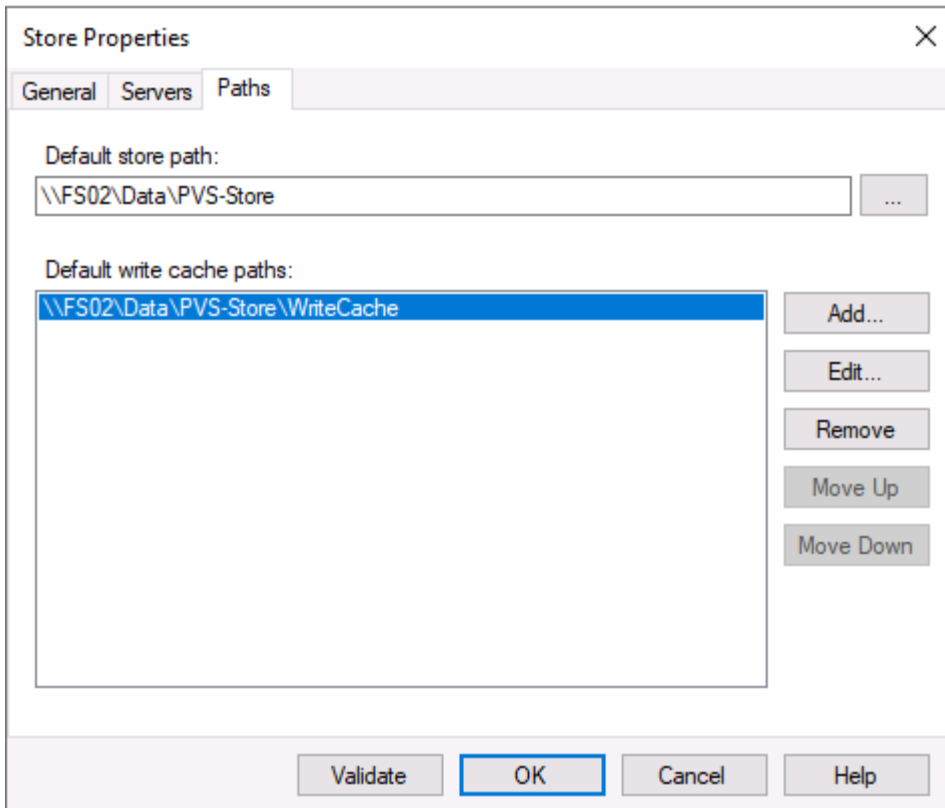 Store Properties
General Servers Paths
Default store path:
\\FS02\Data\PVS-Store
...
Default write cache paths:
\\FS02\Data\PVS-Store\WriteCache
Add...
Edit...
Remove
Move Up
Move Down
Validate OK Cancel Help